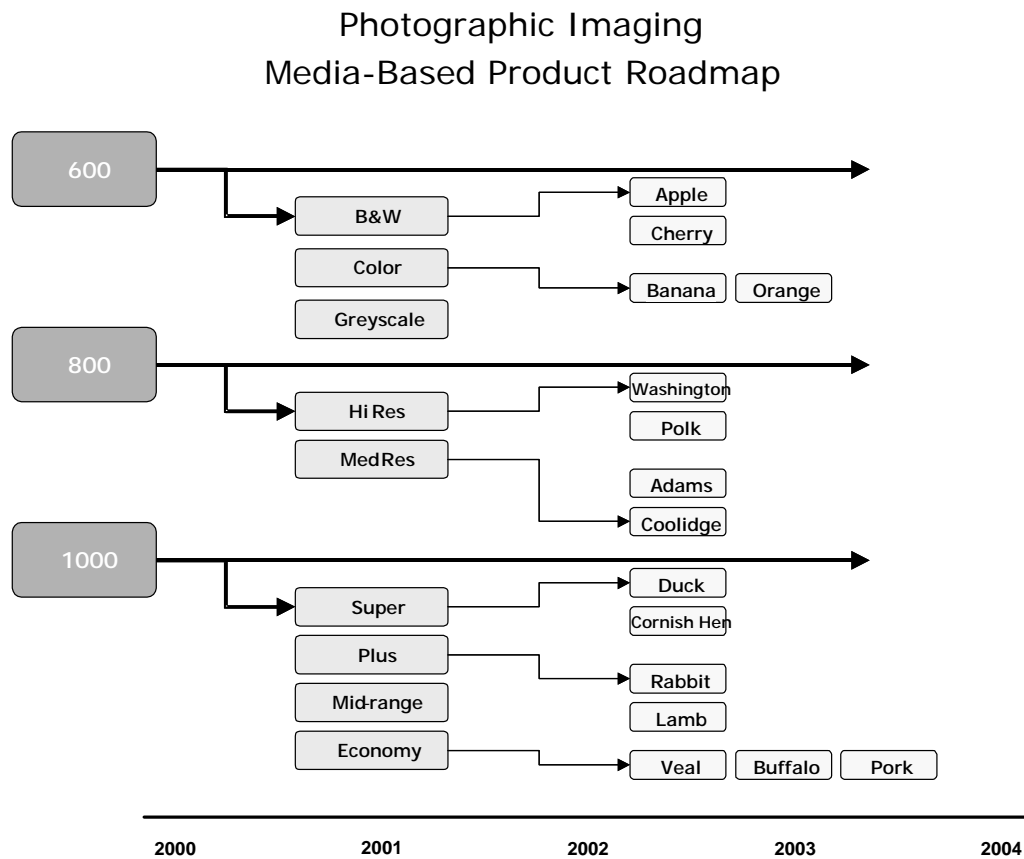 Photographic Imaging
Media-Based Product Roadmap
600
B&W
Apple
Cherry
Color
Banana
Orange
Greyscale
800
Hi Res
Washington
Polk
Med Res
Adams
Coolidge
1000
Super
Duck
Cornish Hen
Plus
Rabbit
Lamb
Mid-range
Economy
Veal
Buffalo
Pork
2000
2001
2002
2003
2004